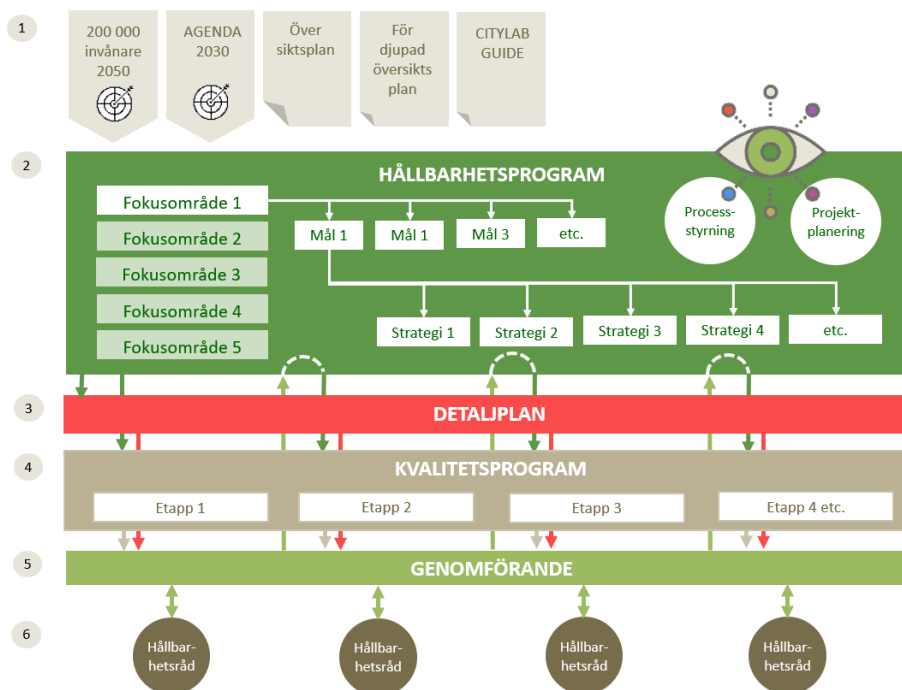 1
200 000
invånare
2050
AGENDA
2030
Över
siktsplan
För
djupad
översikts
plan
CITYLAB
GUIDE
2
HÅLLBARHETSPROGRAM
Fokusområde 1
Fokusområde 2
Fokusområde 3
Fokusområde 4
Fokusområde 5
Mål 1
Mål 1
Mål 3
etc.
Process-
styrning
Projekt-
planering
Strategi 1
Strategi 2
Strategi 3
Strategi 4
etc.
3
DETALJPLAN
4
KVALITETSPROGRAM
Etapp 1
Etapp 2
Etapp 3
Etapp 4 etc.
5
GENOMFÖRANDE
6
Hållbar-
hetsråd
Hållbar-
hetsråd
Hållbar-
hetsråd
Hållbar-
hetsråd